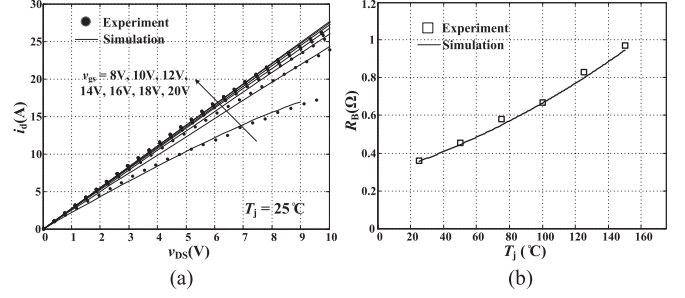 30
25
20
15
10
5
0
i_d(A)
Experiment
Simulation
v_gs = 8V, 10V, 12V,
14V, 16V, 18V, 20V
T_j = 25℃
0 1 2 3 4 5 6 7 8 9 10
v_DS(V)
(a)
1.2
1
0.8
0.6
0.4
0.2
0
R_B(Ω)
Experiment
Simulation
0 20 40 60 80 100 120 140 160
T_j (℃)
(b)